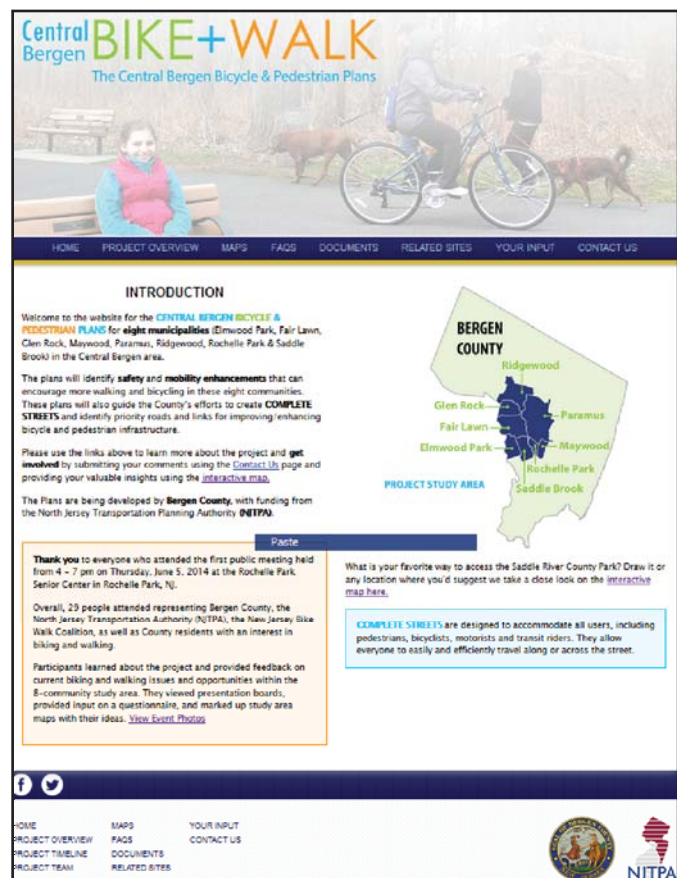 Central
Bergen BIKE+WALK
The Central Bergen Bicycle & Pedestrian Plans
HOME PROJECT OVERVIEW MAPS FAQS DOCUMENTS RELATED SITES YOUR INPUT CONTACT US
INTRODUCTION
Welcome to the website for the CENTRAL BERGEN BICYCLE &
PEDESTRIAN PLANS for eight municipalities (Elmwood Park, Fair Lawn,
Glen Rock, Maywood, Paramus, Ridgewood, Rochelle Park & Saddle
Brook) in the Central Bergen area.
The plans will identify safety and mobility enhancements that can
encourage more walking and bicycling in these eight communities.
These plans will also guide the County's efforts to create COMPLETE
STREETS and identify priority roads and links for improving/enhancing
bicycle and pedestrian infrastructure.
Please use the links above to learn more about the project and get
involved by submitting your comments using the Contact Us page and
providing your valuable insights using the interactive map.
The Plans are being developed by Bergen County, with funding from
the North Jersey Transportation Planning Authority (NJTPA).
BERGEN
COUNTY
Ridgewood
Glen Rock
Paramus
Fair Lawn
Elmwood Park
Maywood
Rochelle Park
Saddle Brook
PROJECT STUDY AREA
Paste
Thank you to everyone who attended the first public meeting held
from 4 - 7 pm on Thursday, June 5, 2014 at the Rochelle Park
Senior Center in Rochelle Park, NJ.
Overall, 29 people attended representing Bergen County, the
North Jersey Transportation Authority (NJTPA), the New Jersey Bike
Walk Coalition, as well as County residents with an interest in
biking and walking.
Participants learned about the project and provided feedback on
current biking and walking issues and opportunities within the
8-community study area. They viewed presentation boards,
provided input on a questionnaire, and marked up study area
maps with their ideas. View Event Photos
What is your favorite way to access the Saddle River County Park? Draw it or
any location where you'd suggest we take a close look on the interactive
map here.
COMPLETE STREETS are designed to accommodate all users, including
pedestrians, bicyclists, motorists and transit riders. They allow
everyone to easily and efficiently travel along or across the street.
HOME MAPS YOUR INPUT
PROJECT OVERVIEW FAQS CONTACT US
PROJECT TIMELINE DOCUMENTS
PROJECT TEAM RELATED SITES
NJTPA